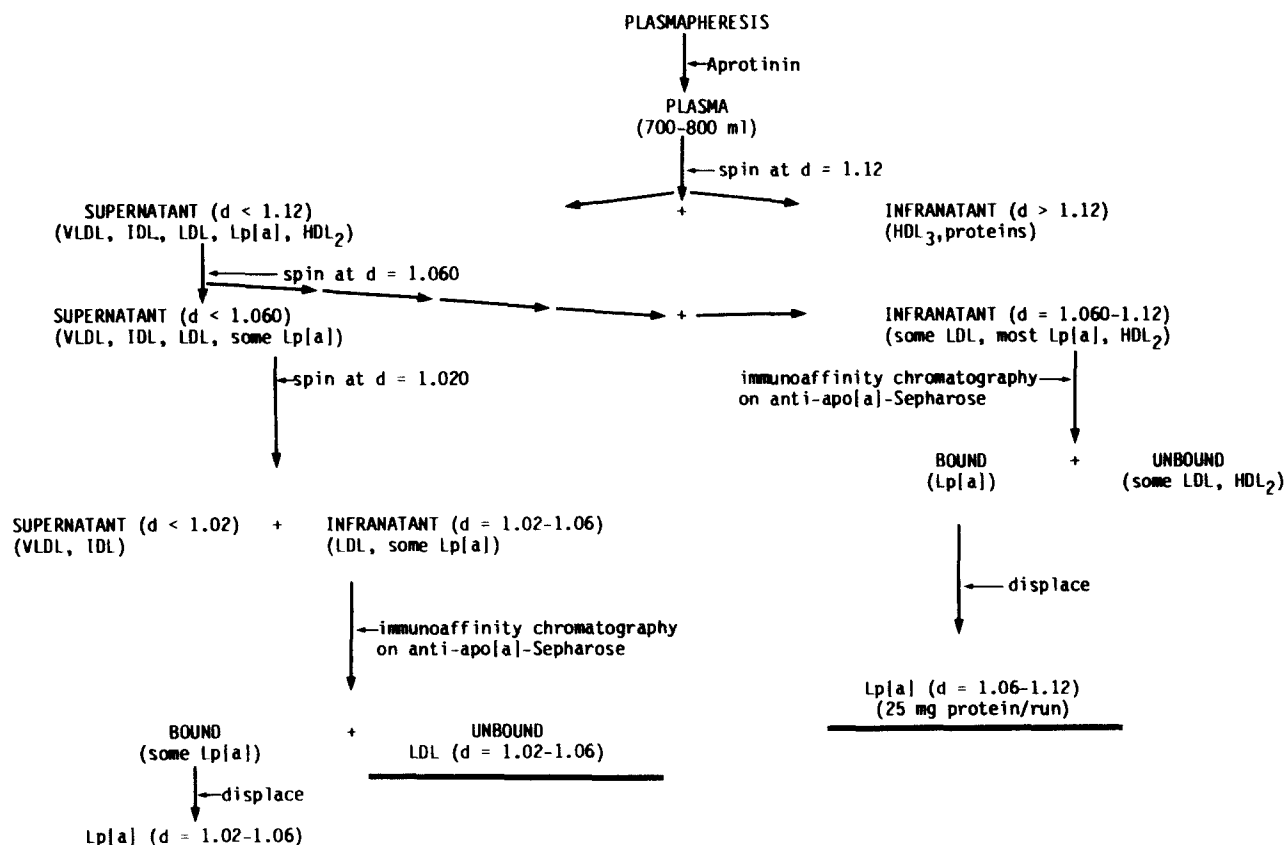 PLASMAPHERESIS
Aprotinin
PLASMA
(700-800 ml)
spin at d = 1.12
SUPERNATANT (d < 1.12)
(VLDL, IDL, LDL, Lp[a], HDL₂)
+
INFRANATANT (d > 1.12)
(HDL₃,proteins)
spin at d = 1.060
SUPERNATANT (d < 1.060)
(VLDL, IDL, LDL, some Lp[a])
+
INFRANATANT (d = 1.060-1.12)
(some LDL, most Lp[a], HDL₂)
spin at d = 1.020
immunoaffinity chromatography
on anti-apo[a]-Sepharose
BOUND
(Lp[a])
+
UNBOUND
(some LDL, HDL₂)
SUPERNATANT (d < 1.02)
(VLDL, IDL)
+
INFRANATANT (d = 1.02-1.06)
(LDL, some Lp[a])
displace
immunoaffinity chromatography
on anti-apo[a]-Sepharose
Lp[a] (d = 1.06-1.12)
(25 mg protein/run)
BOUND
(some Lp[a])
+
UNBOUND
LDL (d = 1.02-1.06)
displace
Lp[a] (d = 1.02-1.06)